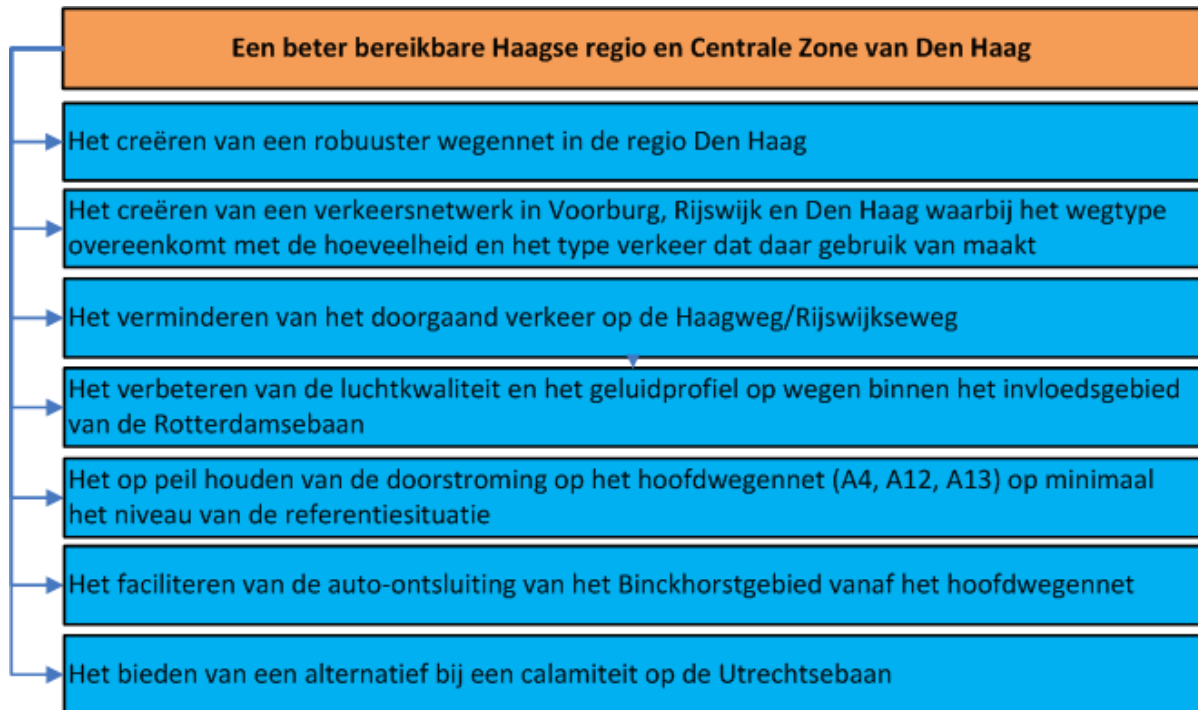 Een beter bereikbare Haagse regio en Centrale Zone van Den Haag
Het creëren van een robuuster wegennet in de regio Den Haag
Het creëren van een verkeersnetwerk in Voorburg, Rijswijk en Den Haag waarbij het wegtype
overeenkomt met de hoeveelheid en het type verkeer dat daar gebruik van maakt
Het verminderen van het doorgaand verkeer op de Haagweg/Rijswijkseweg
Het verbeteren van de luchtkwaliteit en het geluidprofiel op wegen binnen het invloedsgebied
van de Rotterdamsebaan
Het op peil houden van de doorstroming op het hoofdwegennet (A4, A12, A13) op minimaal
het niveau van de referentiesituatie
Het faciliteren van de auto-ontsluiting van het Binckhorstgebied vanaf het hoofdwegennet
Het bieden van een alternatief bij een calamiteit op de Utrechtsebaan